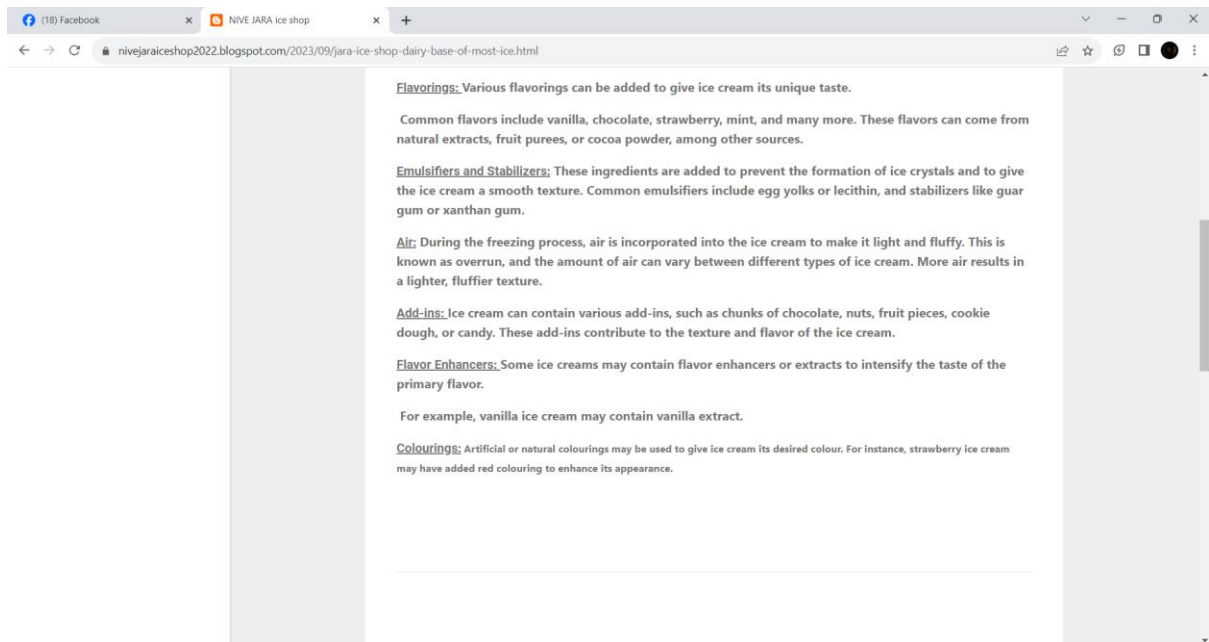 (18) Facebook
NIVE JARA ice shop
nivejaraiceshop2022.blogspot.com/2023/09/jara-ice-shop-dairy-base-of-most-ice.html
Flavorings: Various flavorings can be added to give ice cream its unique taste.
Common flavors include vanilla, chocolate, strawberry, mint, and many more. These flavors can come from
natural extracts, fruit purees, or cocoa powder, among other sources.
Emulsifiers and Stabilizers: These ingredients are added to prevent the formation of ice crystals and to give
the ice cream a smooth texture. Common emulsifiers include egg yolks or lecithin, and stabilizers like guar
gum or xanthan gum.
Air: During the freezing process, air is incorporated into the ice cream to make it light and fluffy. This is
known as overrun, and the amount of air can vary between different types of ice cream. More air results in
a lighter, fluffier texture.
Add-ins: Ice cream can contain various add-ins, such as chunks of chocolate, nuts, fruit pieces, cookie
dough, or candy. These add-ins contribute to the texture and flavor of the ice cream.
Flavor Enhancers: Some ice creams may contain flavor enhancers or extracts to intensify the taste of the
primary flavor.
For example, vanilla ice cream may contain vanilla extract.
Colourings: Artificial or natural colourings may be used to give ice cream its desired colour. For instance, strawberry ice cream
may have added red colouring to enhance its appearance.